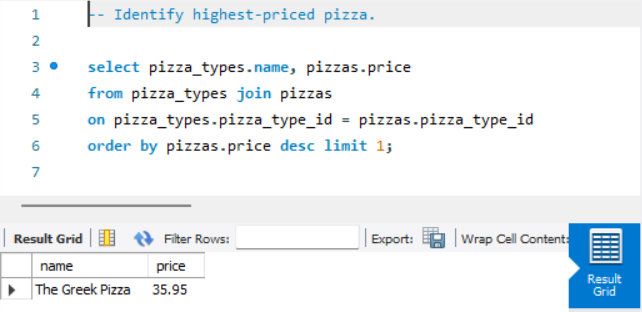 1 -- Identify highest-priced pizza.
2
3 select pizza_types.name, pizzas.price
4 from pizza_types join pizzas
5 on pizza_types.pizza_type_id = pizzas.pizza_type_id
6 order by pizzas.price desc limit 1;
7
Result Grid Filter Rows: Export: Wrap Cell Content:
name price
The Greek Pizza 35.95
Result
Grid